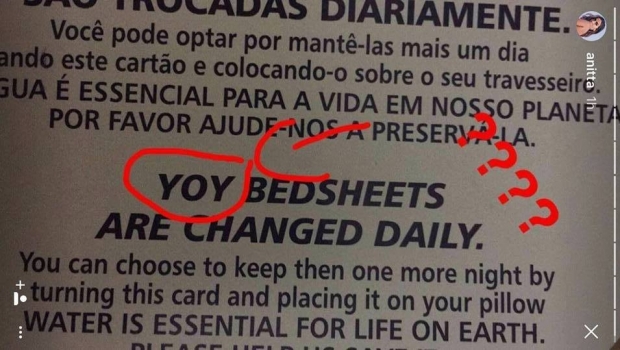 SÃO TROCADAS DIARIAMENTE.
Você pode optar por mantê-las mais um dia
ando este cartão e colocando-o sobre o seu travesseiro.
GUA É ESSENCIAL PARA A VIDA EM NOSSO PLANETA
POR FAVOR AJUDE-NOS A PRESERVÁ-LA.
????
YOY BEDSHEETS
ARE CHANGED DAILY.
You can choose to keep then one more night by
turning this card and placing it on your pillow
WATER IS ESSENTIAL FOR LIFE ON EARTH.
anitta 1h